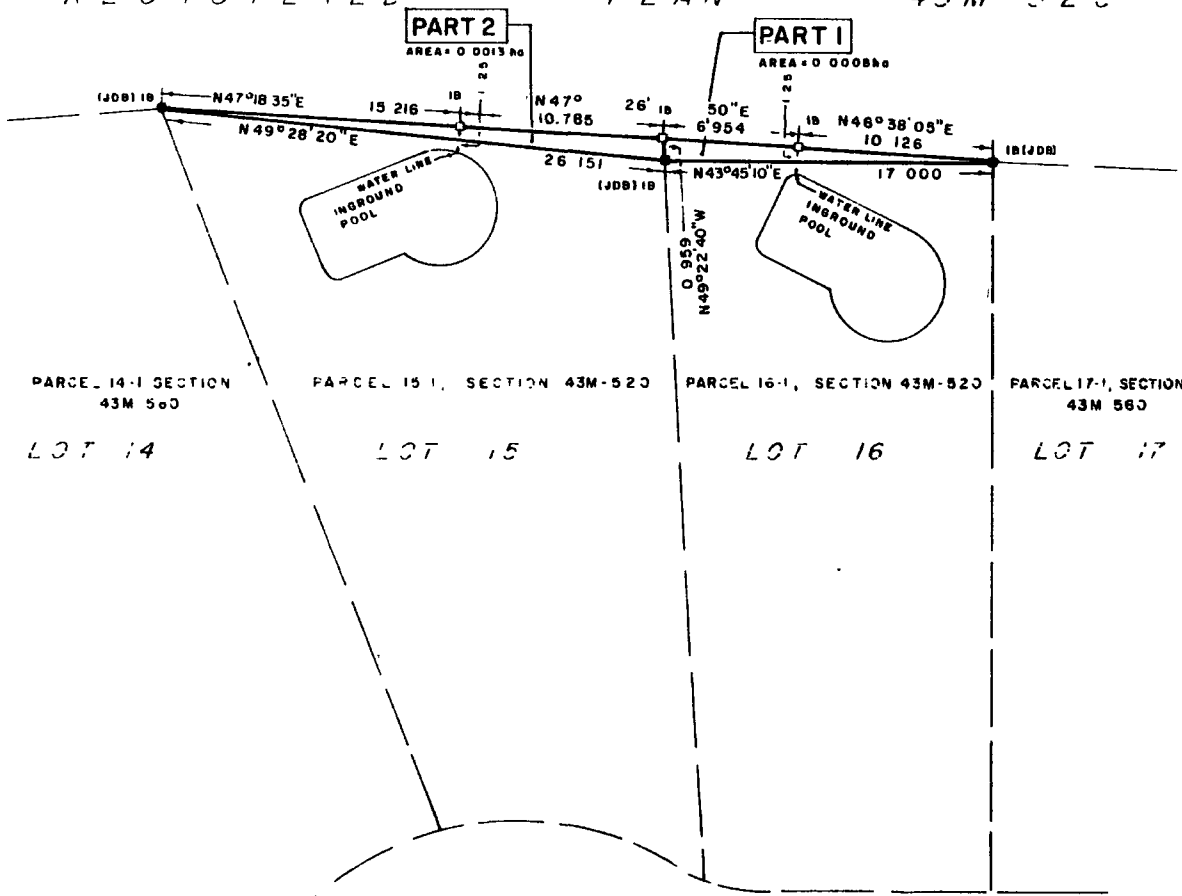 PART 2
AREA = 0.0013 ha
PART 1
AREA = 0.0008 ha
(JDB) IB
N47°18'35"E
15 216
IB
1 25
N47°
10.785
26'
IB
50"E
6'954
1 25
IB
N46°38'05"E
10 126
IB(JDB)
N49°28'20"E
26 151
(JDB) IB
N43°45'10"E
17 000
0 959
N49°22'40"W
WATER LINE
INGROUND
POOL
WATER LINE
INGROUND
POOL
PARCEL 14-1 SECTION
43M 560
PARCEL 15 1, SECTION 43M-520
PARCEL 16-1, SECTION 43M-520
PARCEL 17-1, SECTION
43M 560
LOT 14
LOT 15
LOT 16
LOT 17